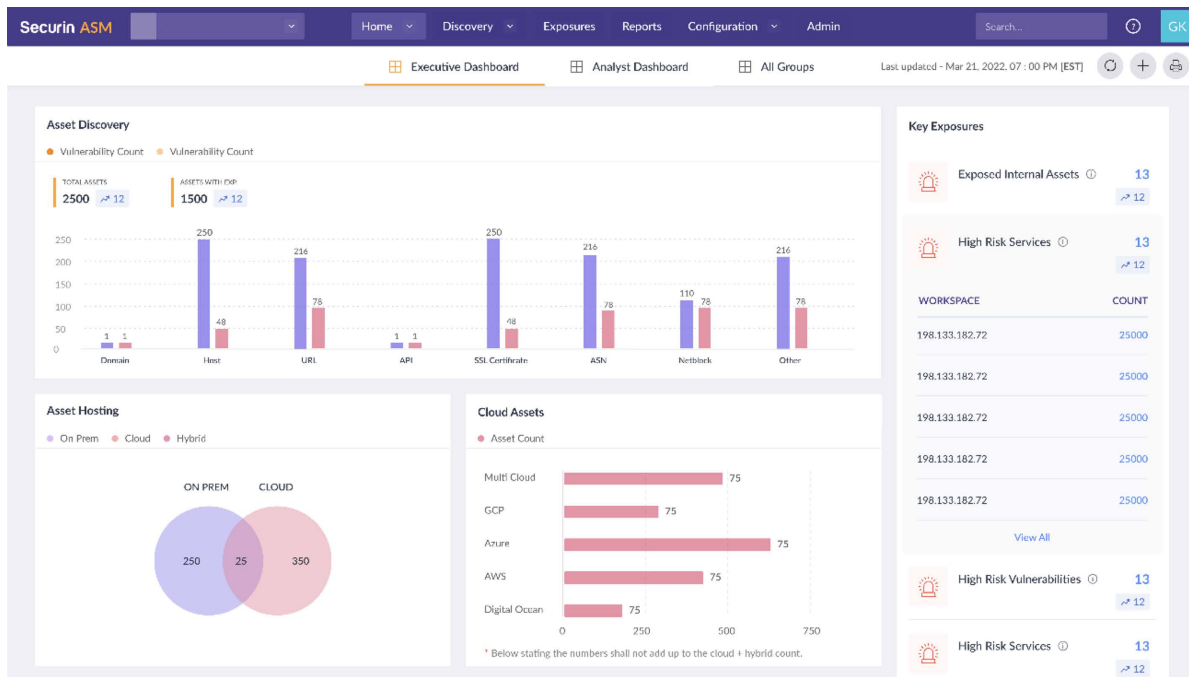 Securin ASM
Home
Discovery
Exposures
Reports
Configuration
Admin
Search...
GK
Executive Dashboard
Analyst Dashboard
All Groups
Last updated - Mar 21, 2022, 07 : 00 PM [EST]
Asset Discovery
Vulnerability Count
Vulnerability Count
TOTAL ASSETS
2500
12
ASSETS WITH EXP.
1500
12
250
200
150
100
50
0
1
1
250
48
216
78
1
1
250
48
216
78
110
78
216
78
Domain
Host
URL
API
SSL Certificate
ASN
Netblock
Other
Asset Hosting
On Prem
Cloud
Hybrid
ON PREM
CLOUD
250
25
350
Cloud Assets
Asset Count
Multi Cloud
75
GCP
75
Azure
75
AWS
75
Digital Ocean
75
0
250
500
750
* Below stating the numbers shall not add up to the cloud + hybrid count.
Key Exposures
Exposed Internal Assets
13
12
High Risk Services
13
12
WORKSPACE
COUNT
198.133.182.72
25000
198.133.182.72
25000
198.133.182.72
25000
198.133.182.72
25000
198.133.182.72
25000
View All
High Risk Vulnerabilities
13
12
High Risk Services
13
12